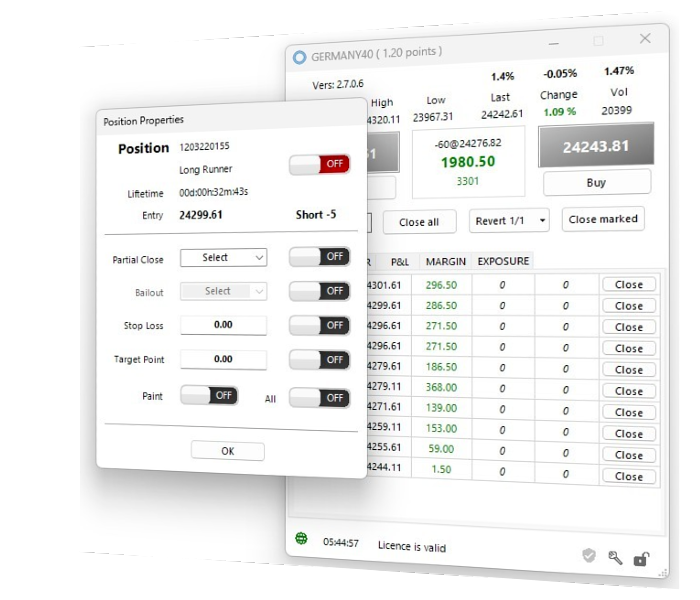 GERMANY40 ( 1.20 points )
Vers: 2.7.0.6
1.4% -0.05% 1.47%
High Low Last Change Vol
4320.11 23967.31 24242.61 1.09 % 20399
51 -60@24276.82 24243.81
1980.50
3301
Buy
Close all Revert 1/1 Close marked
R P&L MARGIN EXPOSURE
4301.61 296.50 0 0 Close
4299.61 286.50 0 0 Close
4296.61 271.50 0 0 Close
4296.61 271.50 0 0 Close
4279.61 186.50 0 0 Close
4279.11 368.00 0 0 Close
4271.61 139.00 0 0 Close
4259.11 153.00 0 0 Close
4255.61 59.00 0 0 Close
4244.11 1.50 0 0 Close
05:44:57 Licence is valid
Position Properties
Position 1203220155
Long Runner OFF
Liftetime 00d:00h:32m:43s
Entry 24299.61 Short -5
Partial Close Select OFF
Bailout Select OFF
Stop Loss 0.00 OFF
Target Point 0.00 OFF
Paint OFF All OFF
OK